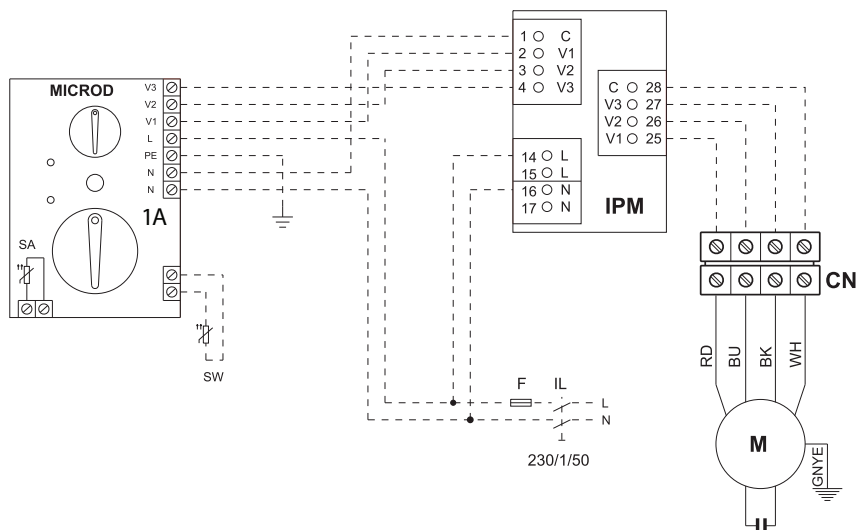 MICROD
V3
V2
V1
L
PE
N
N
1A
SA
SW
1 C
2 V1
3 V2
4 V3
C 28
V3 27
V2 26
V1 25
14 L
15 L
16 N
17 N
IPM
CN
RD
BU
BK
WH
F IL
L
N
230/1/50
M
GNYE